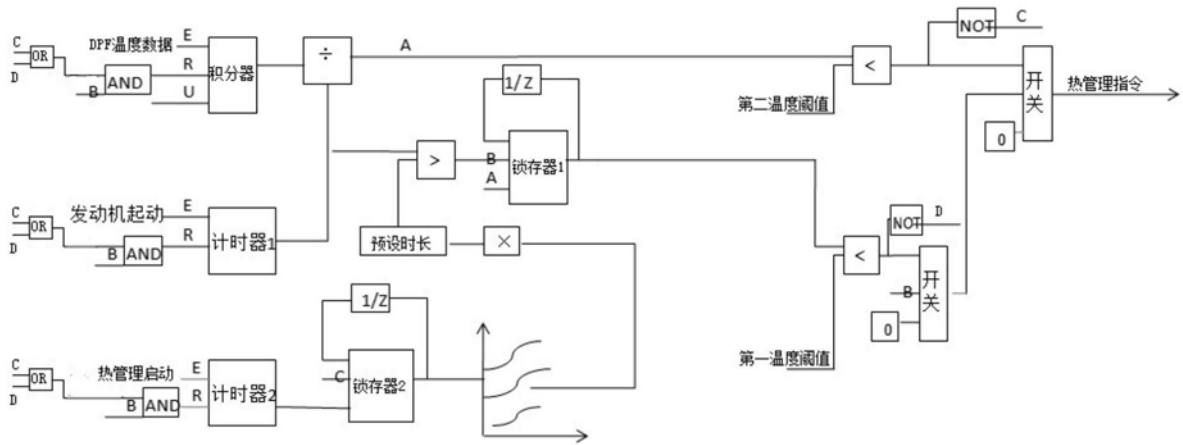 C
D
OR
B
AND
DPF温度数据
E
R
U
积分器
÷
A
1/Z
>
B
A
锁存器1
<
第二温度阈值
NOT
C
开关
0
热管理指令
C
D
OR
B
AND
发动机起动
E
R
计时器1
预设时长
×
<
第一温度阈值
NOT
D
B
开关
0
C
D
OR
B
AND
热管理启动
E
R
计时器2
1/Z
C
锁存器2